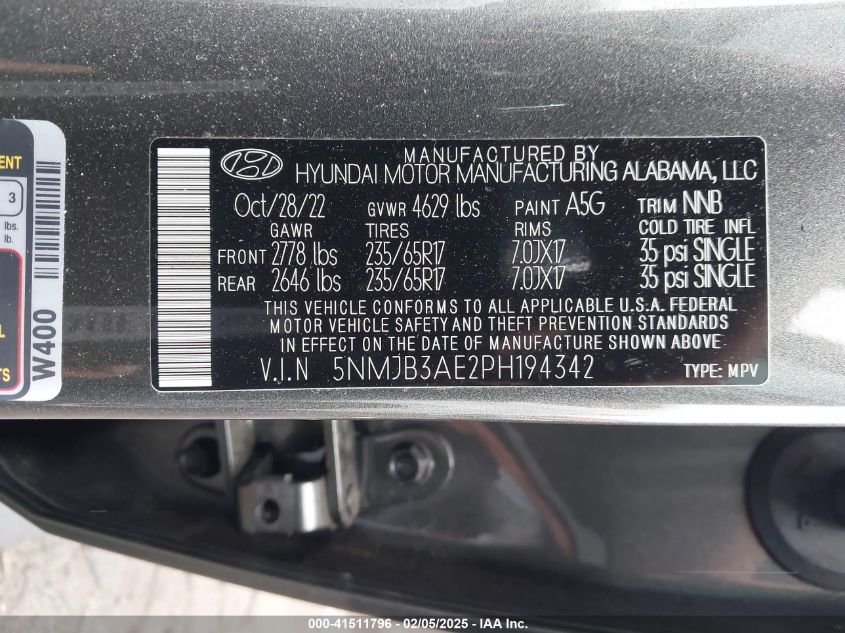 MANUFACTURED BY
HYUNDAI MOTOR MANUFACTURING ALABAMA, LLC
Oct/28/22 GVWR 4629 lbs PAINT A5G TRIM NNB
GAWR TIRES RIMS COLD TIRE INFL
FRONT 2778 lbs 235/65R17 7.0JX17 35 psi SINGLE
REAR 2646 lbs 235/65R17 7.0JX17 35 psi SINGLE
THIS VEHICLE CONFORMS TO ALL APPLICABLE U.S.A. FEDERAL
MOTOR VEHICLE SAFETY AND THEFT PREVENTION STANDARDS
IN EFFECT ON THE DATE OF MANUFACTURE SHOWN ABOVE.
V.I.N 5NMJB3AE2PH194342 TYPE: MPV
3
lbs.
lb.
W400
000-41511796 - 02/05/2025 - IAAI Inc.